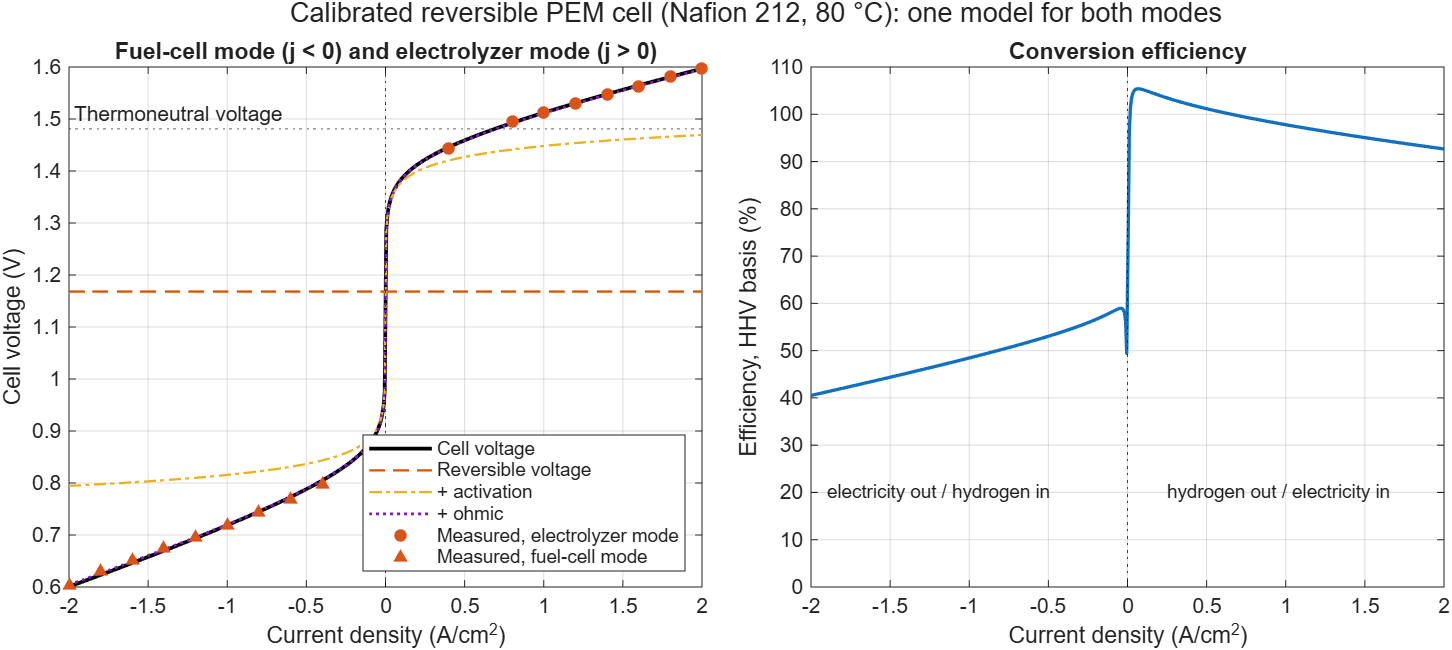 Calibrated reversible PEM cell (Nafion 212, 80 °C): one model for both modes
Fuel-cell mode (j < 0) and electrolyzer mode (j > 0)
Cell voltage (V)
1.6
1.5
1.4
1.3
1.2
1.1
1
0.9
0.8
0.7
0.6
Thermoneutral voltage
Cell voltage
Reversible voltage
+ activation
+ ohmic
Measured, electrolyzer mode
Measured, fuel-cell mode
-2 -1.5 -1 -0.5 0 0.5 1 1.5 2
Current density (A/cm²)
Conversion efficiency
Efficiency, HHV basis (%)
110
100
90
80
70
60
50
40
30
20
10
0
electricity out / hydrogen in
hydrogen out / electricity in
-2 -1.5 -1 -0.5 0 0.5 1 1.5 2
Current density (A/cm²)